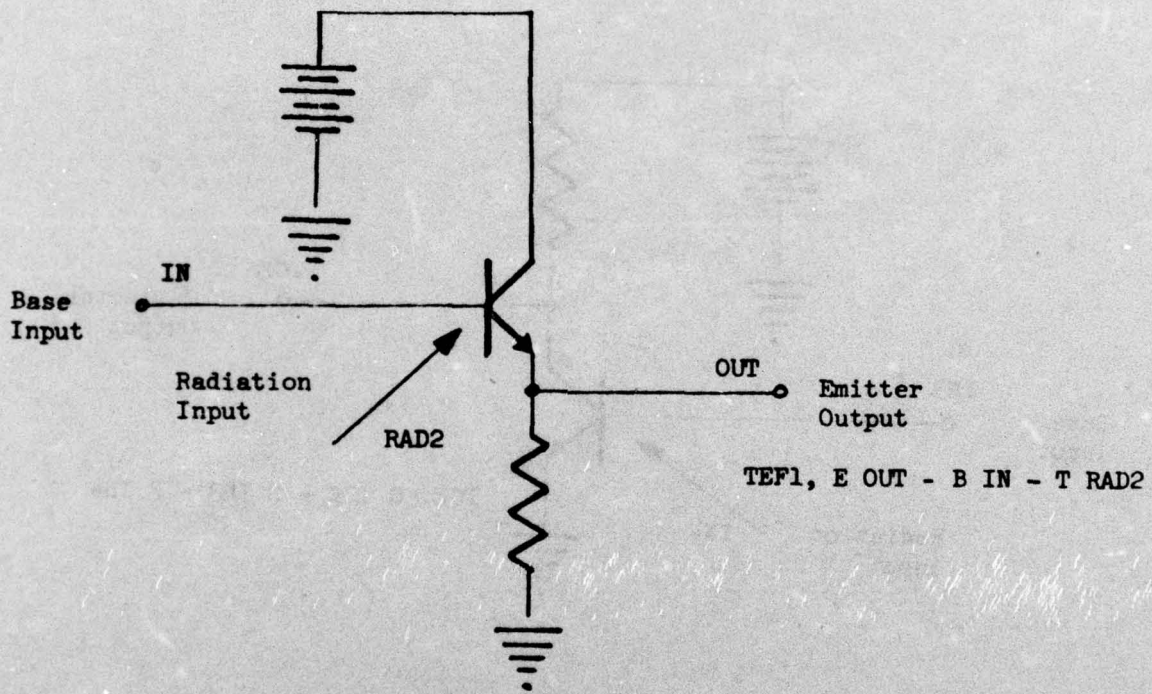 IN
Base
Input
Radiation
Input
RAD2
OUT
Emitter
Output
TEF1, E OUT - B IN - T RAD2